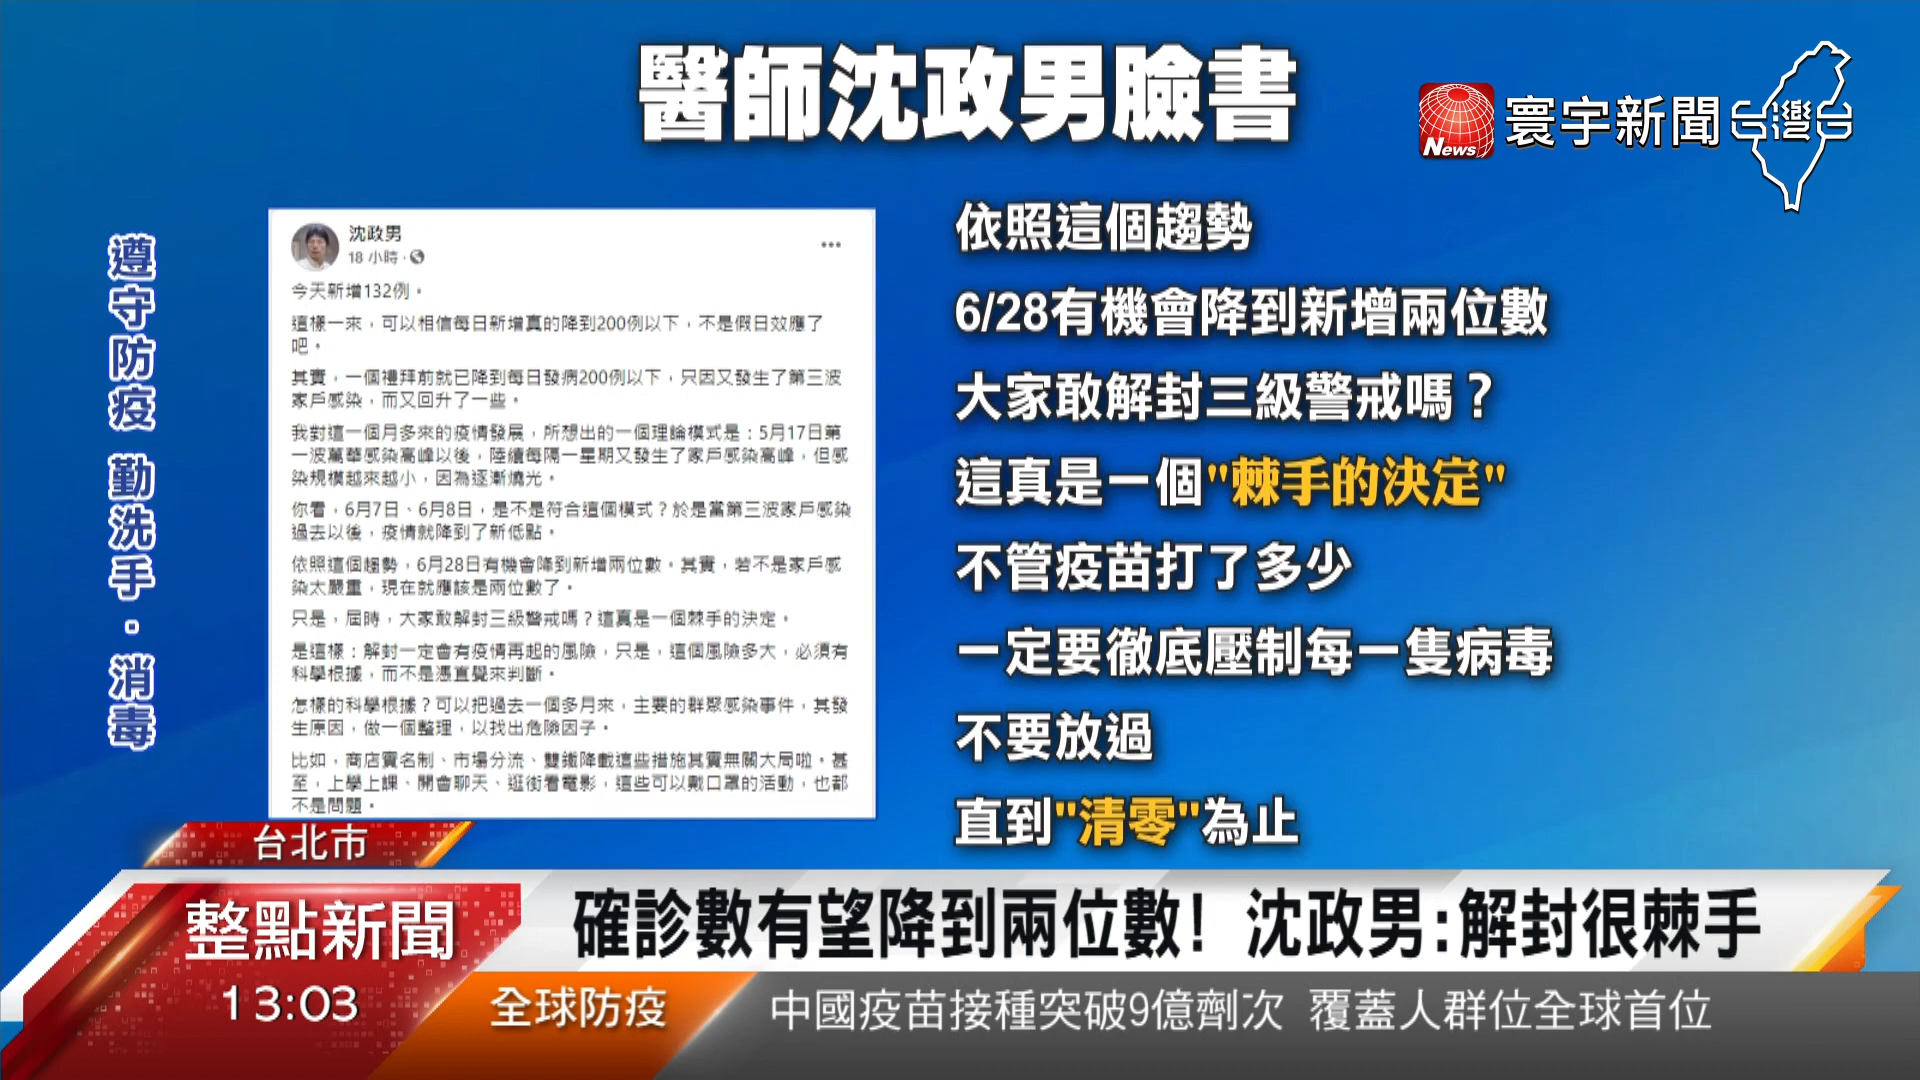 醫師沈政男臉書
News
寰宇新聞
台灣台
遵守防疫 勤洗手・消毒
沈政男
18 小時
今天新增132例。
這樣一來,可以相信每日新增真的降到200例以下,不是假日效應了
吧。
其實,一個禮拜前就已降到每日發病200例以下,只因又發生了第三波
家戶感染,而又回升了一些。
我對這一個月多來的疫情發展,所想出的一個理論模式是:5月17日第
一波萬華感染高峰以後,陸續每隔一星期又發生了家戶感染高峰,但感
染規模越來越小,因為逐漸燒光。
你看,6月7日、6月8日,是不是符合這個模式?於是當第三波家戶感染
過去以後,疫情就降到了新低點。
依照這個趨勢,6月28日有機會降到新增兩位數。其實,若不是家戶感
染太嚴重,現在就應該是兩位數了。
只是,屆時,大家敢解封三級警戒嗎?這真是一個棘手的決定。
是這樣:解封一定會有疫情再起的風險,只是,這個風險多大,必須有
科學根據,而不是憑直覺來判斷。
怎樣的科學根據?可以把過去一個多月來,主要的群聚感染事件,其發
生原因,做一個整理,以找出危險因子。
比如,商店實名制、市場分流、雙鐵降載這些措施其實無關大局啦。甚
至,上學上課、開會聊天、逛街看電影,這些可以戴口罩的活動,也都
不是問題。
依照這個趨勢
6/28有機會降到新增兩位數
大家敢解封三級警戒嗎?
這真是一個"棘手的決定"
不管疫苗打了多少
一定要徹底壓制每一隻病毒
不要放過
直到"清零"為止
台北市
整點新聞
確診數有望降到兩位數! 沈政男:解封很棘手
13:03
全球防疫
中國疫苗接種突破9億劑次 覆蓋人群位全球首位